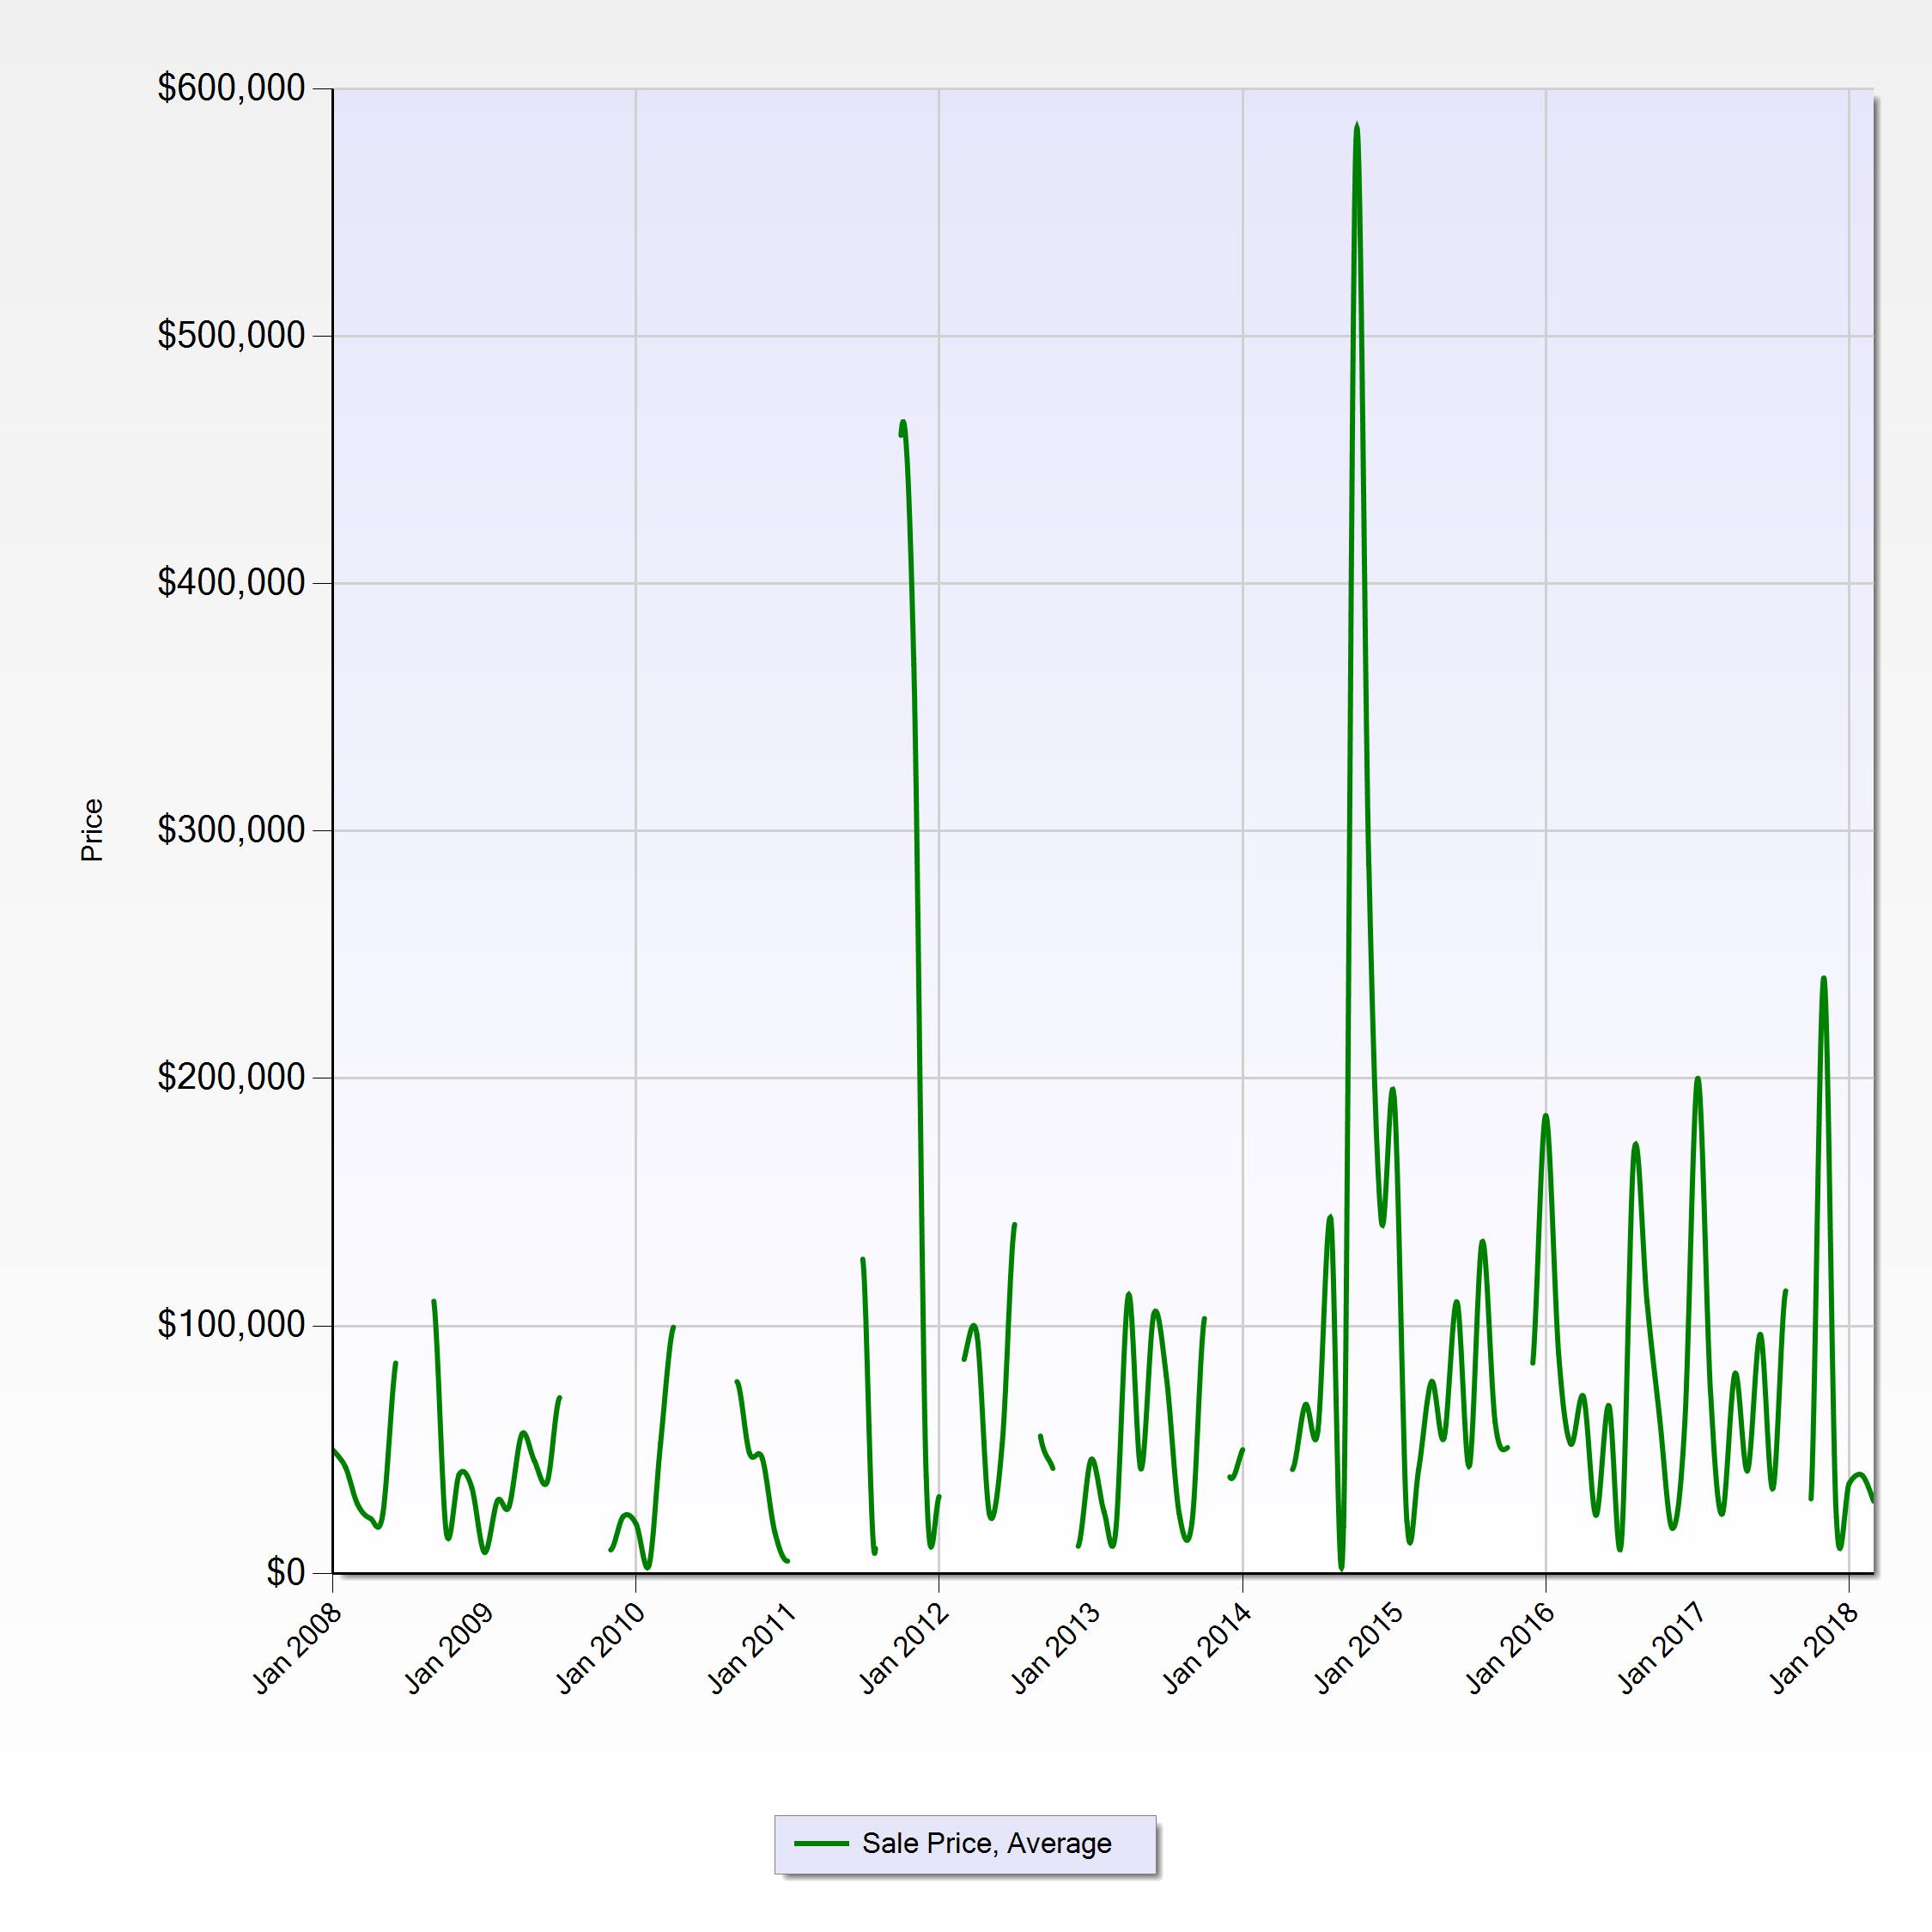 $600,000
$500,000
$400,000
$300,000
$200,000
$100,000
$0
Price
Jan 2008
Jan 2009
Jan 2010
Jan 2011
Jan 2012
Jan 2013
Jan 2014
Jan 2015
Jan 2016
Jan 2017
Jan 2018
Sale Price, Average